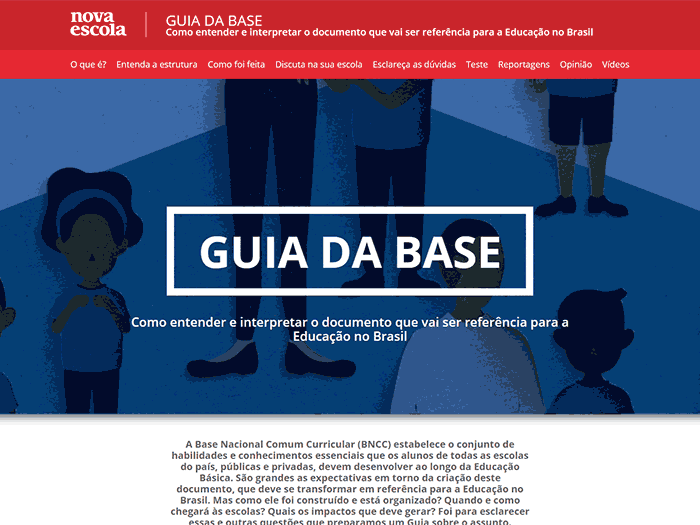 nova
escola
GUIA DA BASE
Como entender e interpretar o documento que vai ser referência para a Educação no Brasil
O que é? Entenda a estrutura Como foi feita Discuta na sua escola Esclareça as dúvidas Teste Reportagens Opinião Vídeos
GUIA DA BASE
Como entender e interpretar o documento que vai ser referência para a
Educação no Brasil
A Base Nacional Comum Curricular (BNCC) estabelece o conjunto de
habilidades e conhecimentos essenciais que os alunos de todas as escolas
do país, públicas e privadas, devem desenvolver ao longo da Educação
Básica. São grandes as expectativas em torno da criação deste
documento, que deve se transformar em referência para a Educação no
Brasil. Mas como ele foi construído e está organizado? Quando e como
chegará às escolas? Quais os impactos que deve gerar? Foi para esclarecer
essas e outras questões que preparamos um Guia sobre o assunto.